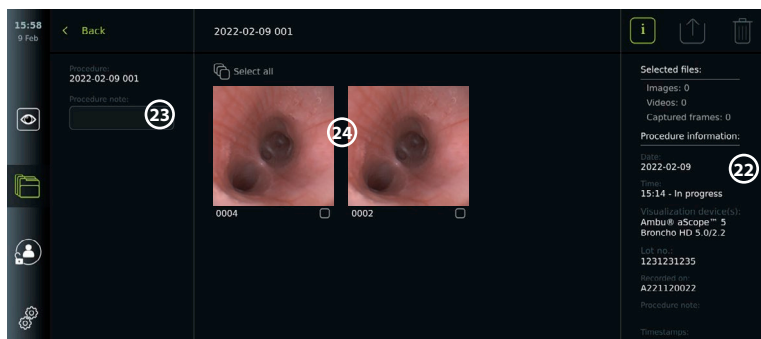 15:58
9 Feb
Back
2022-02-09 001
i
Procedure:
2022-02-09 001
Procedure note:
23
Select all
24
0004
0002
Selected files:
Images: 0
Videos: 0
Captured frames: 0
Procedure information:
Date:
2022-02-09
22
Time:
15:14 - In progress
Visualization device(s):
Ambu® aScope™ 5
Broncho HD 5.0/2.2
Lot no.:
1231231235
Recorded on:
A221120022
Procedure note:
Timestamps: